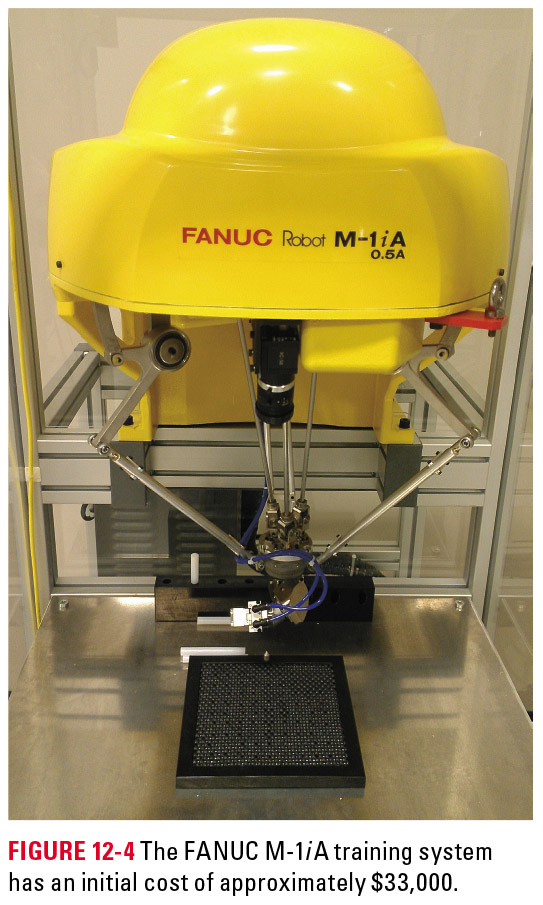 FANUC Robot M-1iA
0.5A
FIGURE 12-4 The FANUC M-1iA training system
has an initial cost of approximately $33,000.